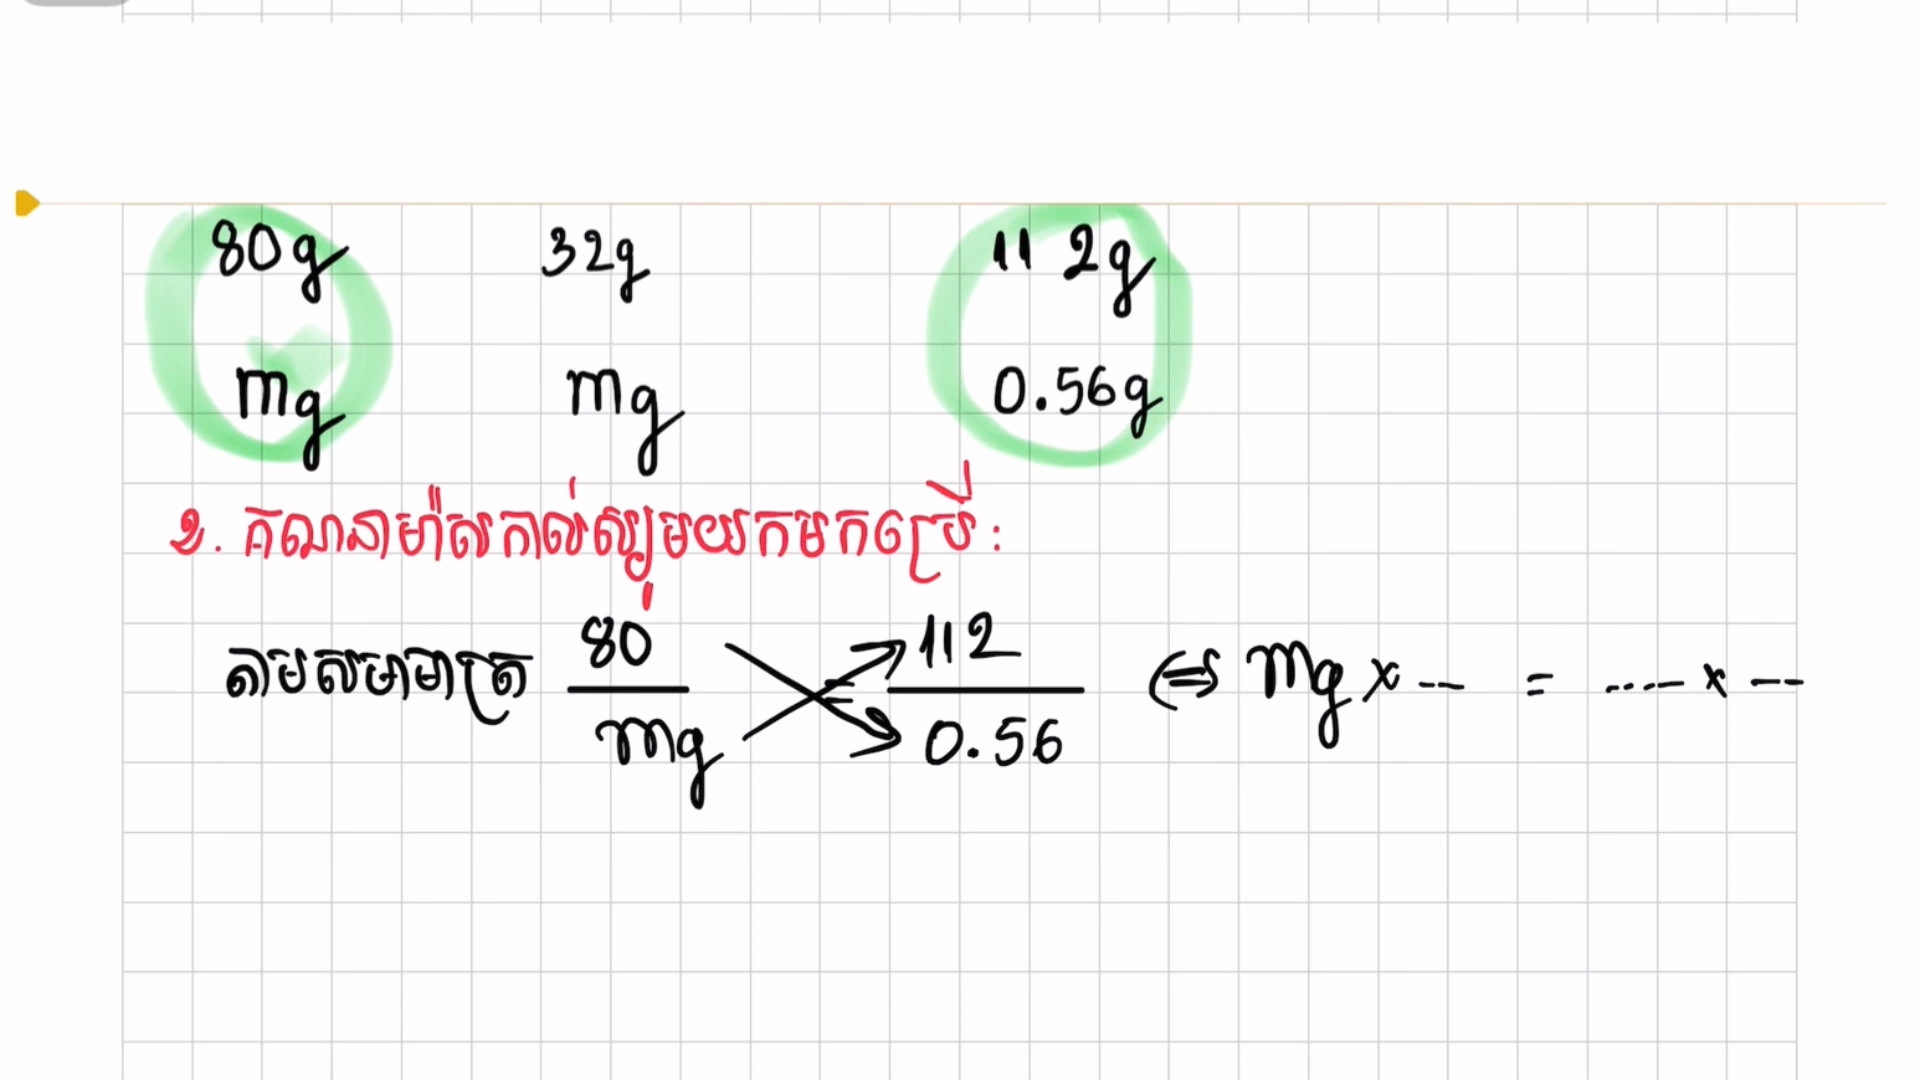 80g 32g 112g
mg mg 0.56g
២. គណនាម៉ាសកាល់ស្យូមយកមកប្រើ:
តាមសមាមាត្រ 80/mg = 112/0.56 ⇔ mg x --- = ----- x ---